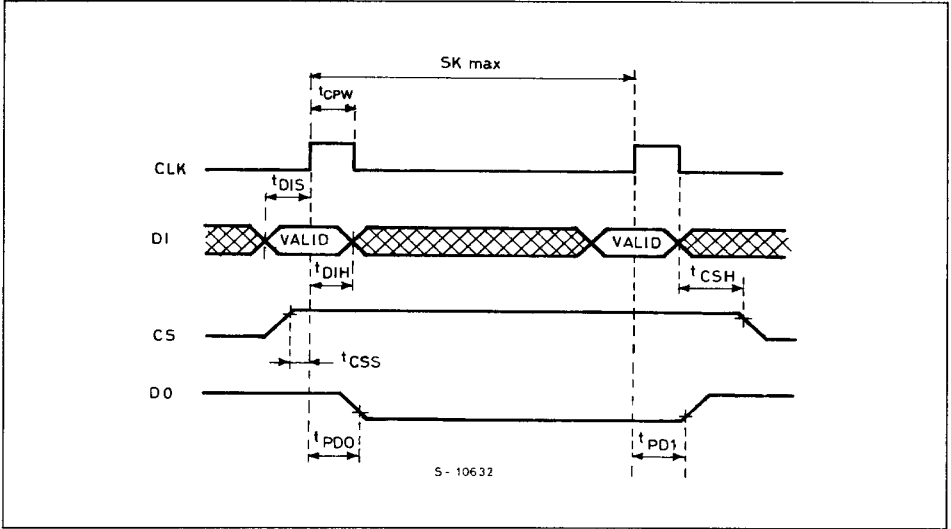 SK max
tCPW
CLK
tDIS
DI VALID VALID
tDIH
tCSH
CS
tCSS
DO
tPD0 tPD1
S - 10632